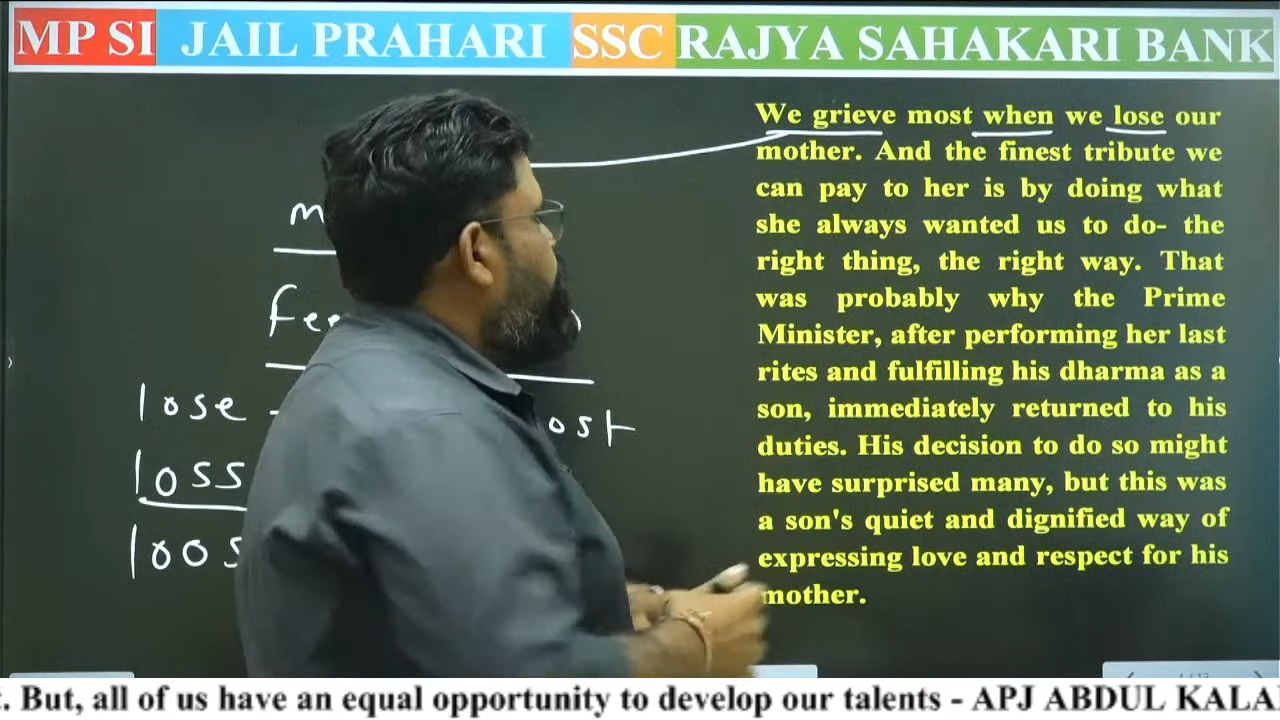 MP SI JAIL PRAHARI SSC RAJYA SAHAKARI BANK
We grieve most when we lose our
mother. And the finest tribute we
can pay to her is by doing what
she always wanted us to do- the
right thing, the right way. That
was probably why the Prime
Minister, after performing her last
rites and fulfilling his dharma as a
son, immediately returned to his
duties. His decision to do so might
have surprised many, but this was
a son's quiet and dignified way of
expressing love and respect for his
mother.
lose -
loss
. But, all of us have an equal opportunity to develop our talents - APJ ABDUL